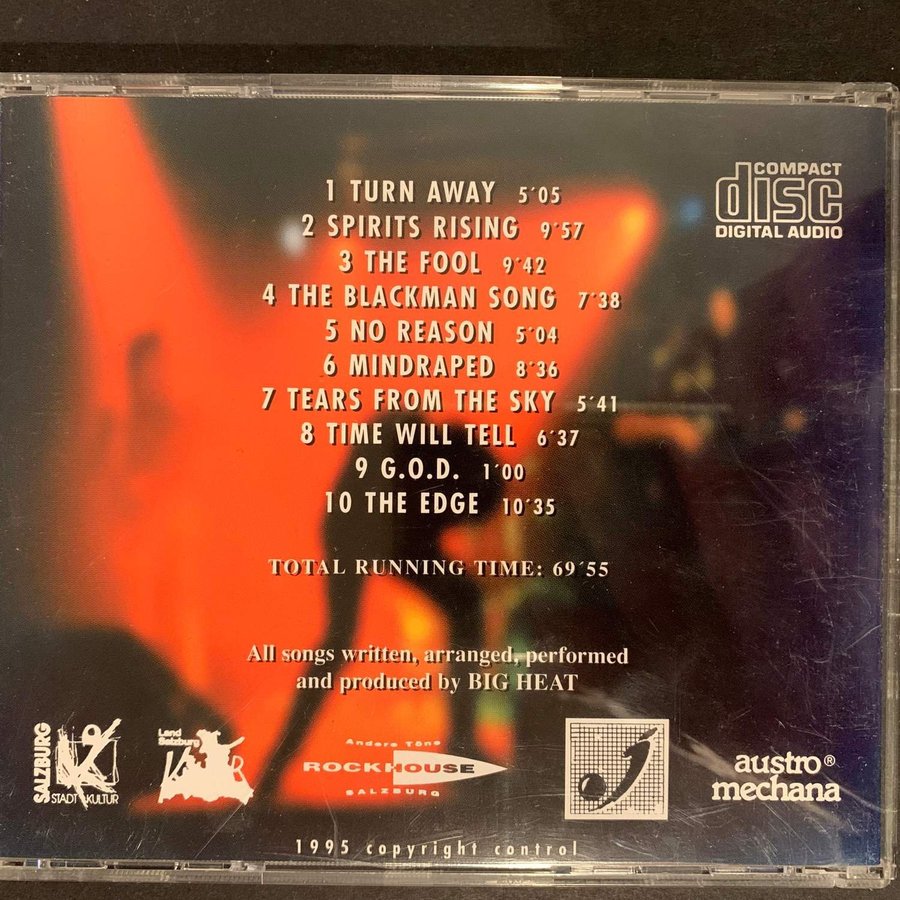 1 TURN AWAY 5´05
2 SPIRITS RISING 9´57
3 THE FOOL 9´42
4 THE BLACKMAN SONG 7´38
5 NO REASON 5´04
6 MINDRAPED 8´36
7 TEARS FROM THE SKY 5´41
8 TIME WILL TELL 6´37
9 G.O.D. 1´00
10 THE EDGE 10´35
COMPACT
disc
DIGITAL AUDIO
TOTAL RUNNING TIME: 69´55
All songs written, arranged, performed
and produced by BIG HEAT
SALZBURG
STADT KULTUR
Land
Salzburg
Andere Töne
ROCKHOUSE
SALZBURG
austro®
mechana
1995 copyright control